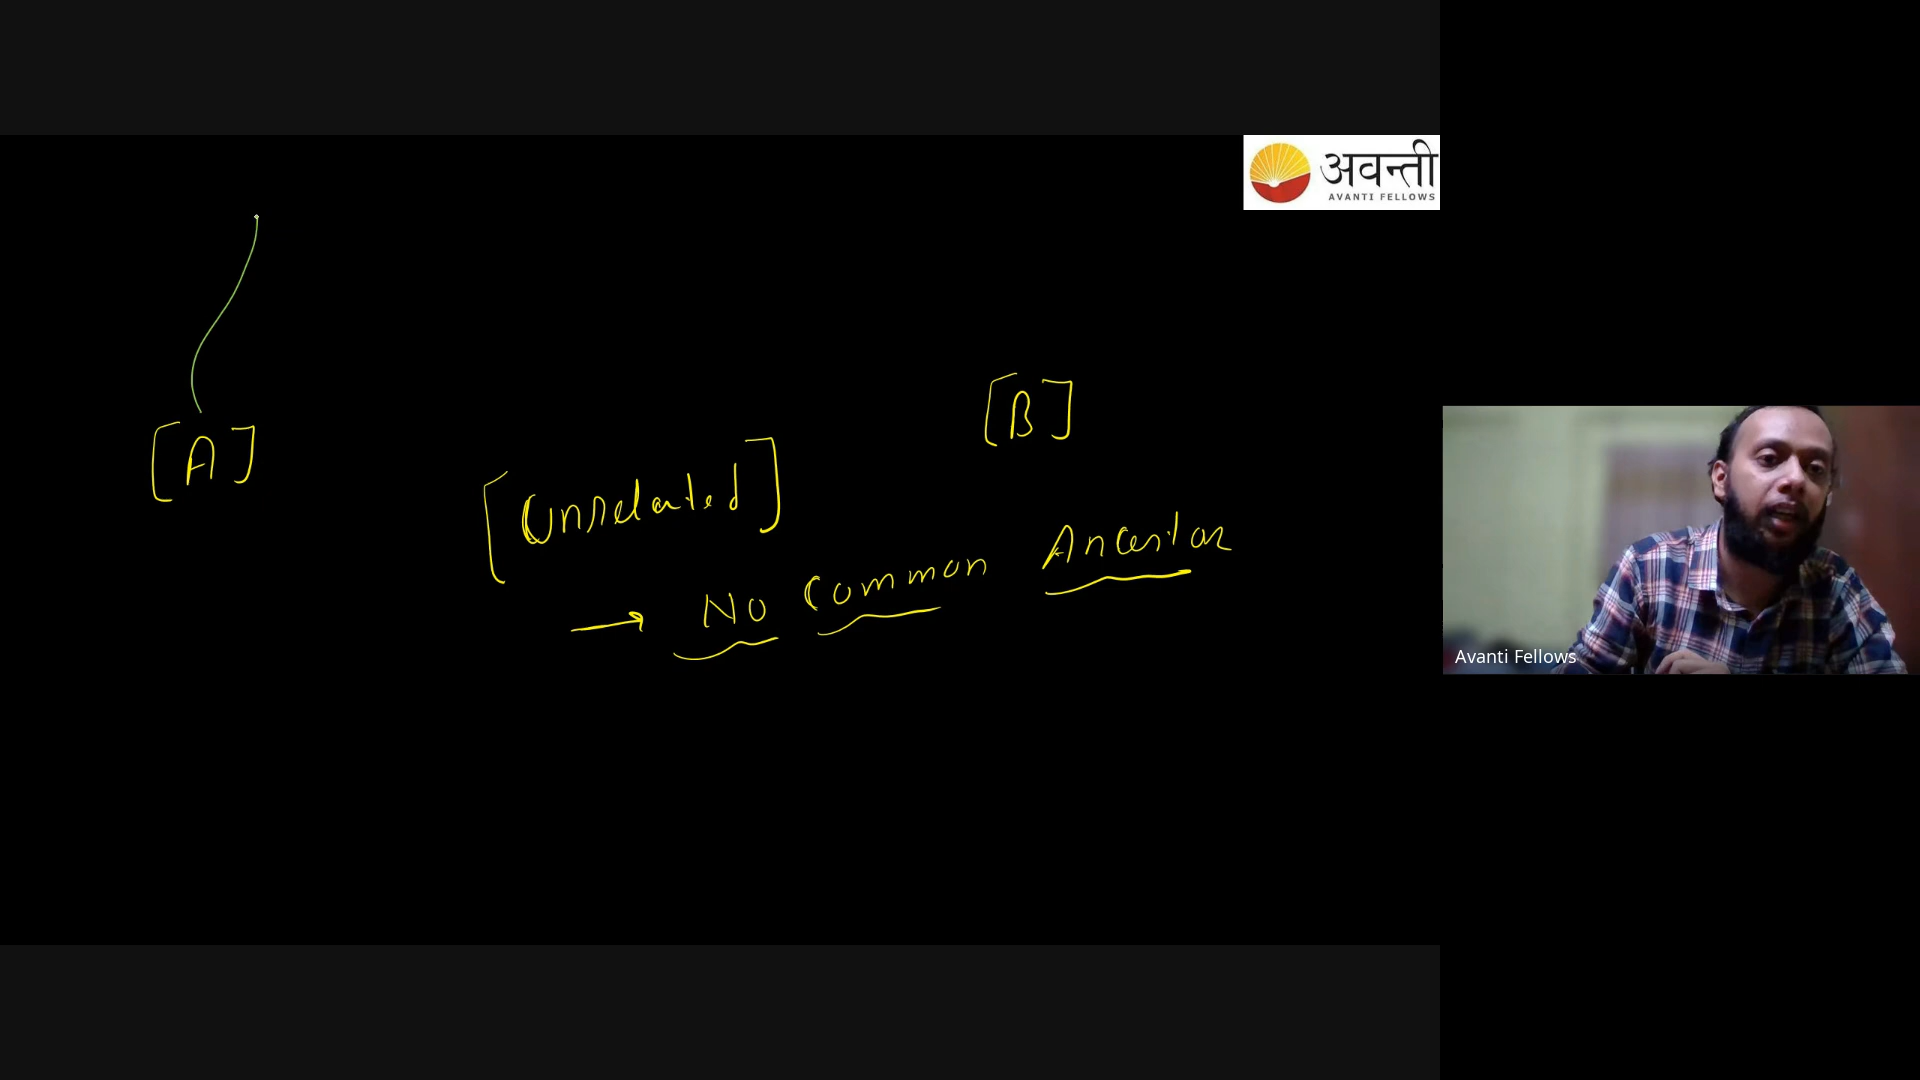 अवन्ती
AVANTI FELLOWS
[A]
[B]
[Unrelated]
→ No Common Ancestor
Avanti Fellows